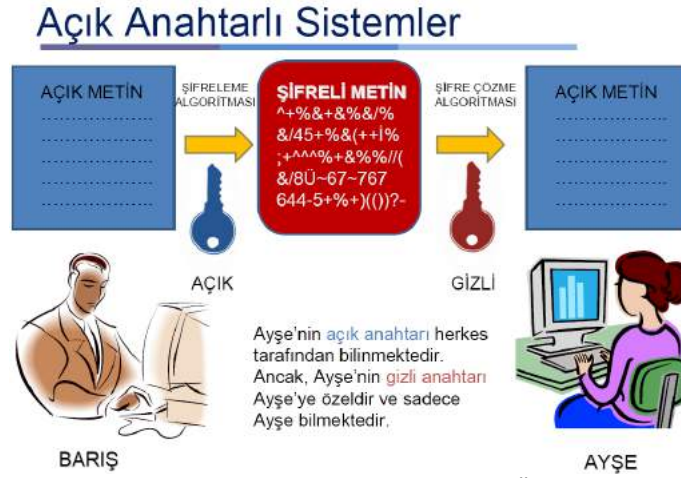 Açık Anahtarlı Sistemler
AÇIK METİN
.......................
.......................
.......................
.......................
.......................
ŞİFRELEME
ALGORİTMASI
ŞİFRELİ METİN
^+%&+&%&/%
&/45+%&(++İ%
;+^^^%+&%%//(
&/8Ü~67~767
644-5+%+)(())?-
ŞİFRE ÇÖZME
ALGORİTMASI
AÇIK METİN
.......................
.......................
.......................
.......................
.......................
AÇIK
GİZLİ
Ayşe'nin açık anahtarı herkes
tarafından bilinmektedir.
Ancak, Ayşe'nin gizli anahtarı
Ayşe'ye özeldir ve sadece
Ayşe bilmektedir.
BARIŞ
AYŞE